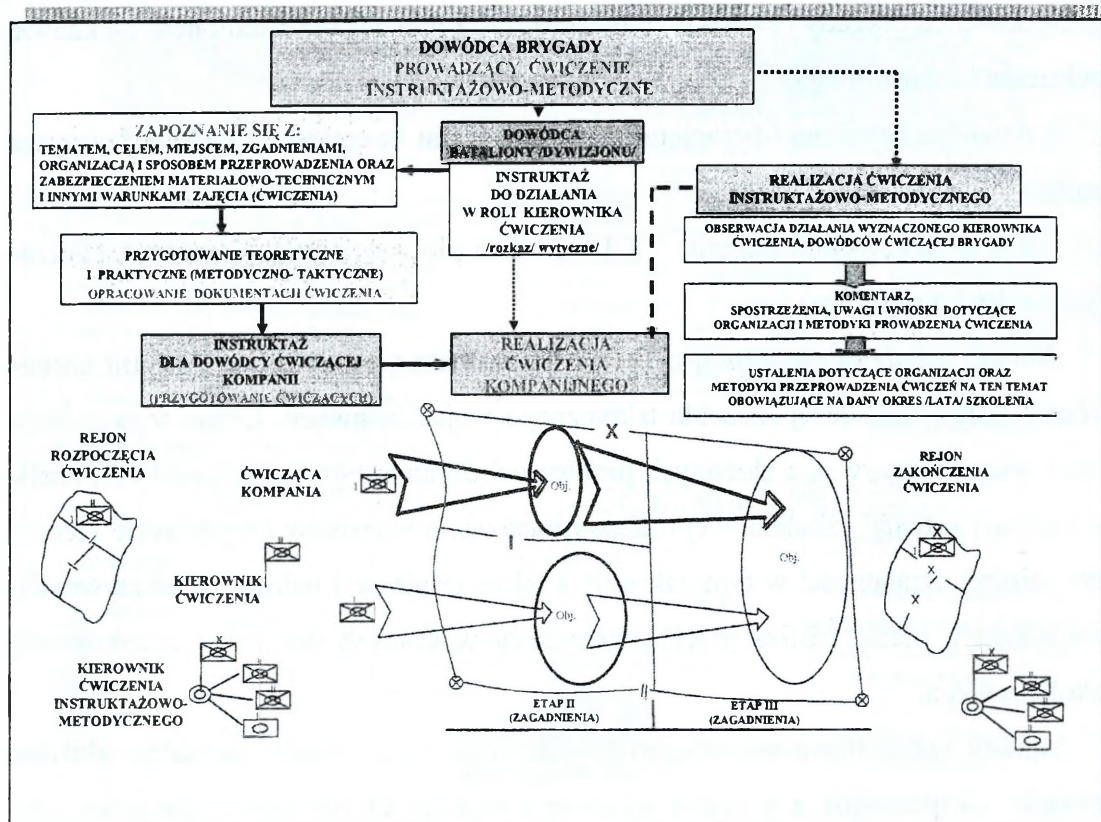 DOWÓDCA BRYGADY
PROWADZĄCY ĆWICZENIE
INSTRUKTAŻOWO-METODYCZNE
ZAPOZNANIE SIĘ Z:
TEMATEM, CELEM, MIEJSCEM, ZGADNIENIAMI,
ORGANIZACJĄ I SPOSOBEM PRZEPROWADZENIA ORAZ
ZABEZPIECZENIEM MATERIAŁOWO-TECHNICZNYM
I INNYMI WARUNKAMI ZAJĘCIA (ĆWICZENIA)
DOWÓDCA
BATALIONY/DYWIZJONU
INSTRUKTAŻ
DO DZIAŁANIA
W ROLI KIEROWNIKA
ĆWICZENIA
/rozkaz/ wytyczne/
REALIZACJA ĆWICZENIA
INSTRUKTAŻOWO-METODYCZNEGO
OBSERWACJA DZIAŁANIA WYZNACZONEGO KIEROWNIKA
ĆWICZENIA, DOWÓDCÓW ĆWICZĄCEJ BRYGADY
PRZYGOTOWANIE TEORETYCZNE
I PRAKTYCZNE (METODYCZNO- TAKTYCZNE)
OPRACOWANIE DOKUMENTACJI ĆWICZENIA
KOMENTARZ,
SPOSTRZEŻENIA, UWAGI I WNIOSKI DOTYCZĄCE
ORGANIZACJI I METODYKI PROWADZENIA ĆWICZENIA
INSTRUKTAŻ
DLA DOWÓDCY ĆWICZĄCEJ
KOMPANII
(PRZYGOTOWANIE ĆWICZĄCYCH)
REALIZACJA
ĆWICZENIA
KOMPANIJNEGO
USTALENIA DOTYCZĄCE ORGANIZACJI ORAZ
METODYKI PRZEPROWADZENIA ĆWICZEŃ NA TEN TEMAT
OBOWIĄZUJĄCE NA DANY OKRES /LATA/ SZKOLENIA
REJON
ROZPOCZĘCIA
ĆWICZENIA
ĆWICZĄCA
KOMPANIA
X
Obj.
Obj.
REJON
ZAKOŃCZENIA
ĆWICZENIA
KIEROWNIK
ĆWICZENIA
Obj.
KIEROWNIK
ĆWICZENIA
INSTRUKTAŻOWO-
METODYCZNEGO
ETAP II
(ZAGADNIENIA)
ETAP III
(ZAGADNIENIA)